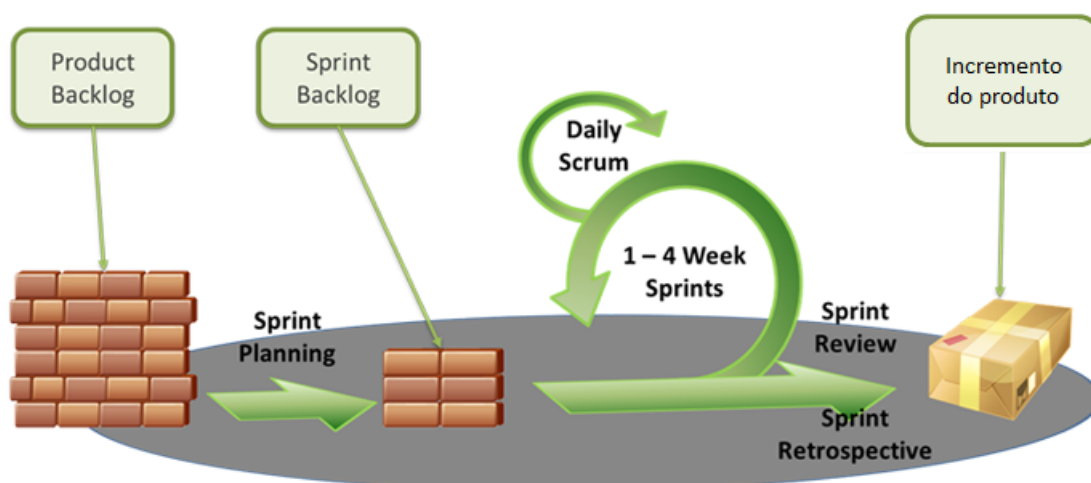 Product
Backlog
Sprint
Backlog
Incremento
do produto
Daily
Scrum
1 – 4 Week
Sprints
Sprint
Planning
Sprint
Review
Sprint
Retrospective